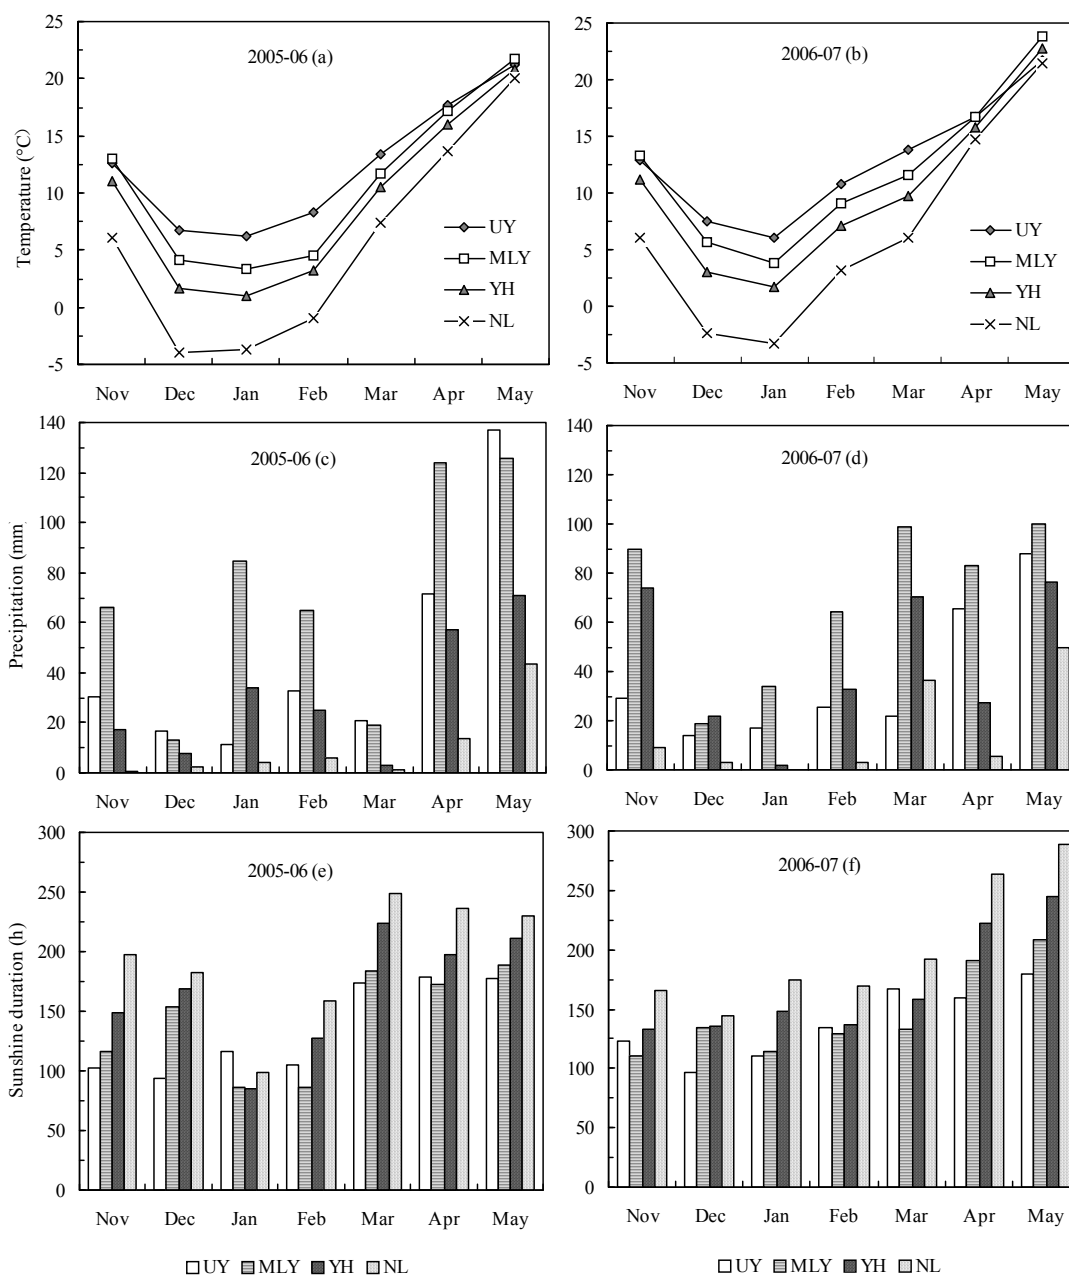 2005-06 (a)
Temperature (°C)
25
20
15
10
5
0
-5
UY
MLY
YH
NL
Nov Dec Jan Feb Mar Apr May
2006-07 (b)
25
20
15
10
5
0
-5
UY
MLY
YH
NL
Nov Dec Jan Feb Mar Apr May
2005-06 (c)
Precipitation (mm)
140
120
100
80
60
40
20
0
Nov Dec Jan Feb Mar Apr May
2006-07 (d)
140
120
100
80
60
40
20
0
Nov Dec Jan Feb Mar Apr May
2005-06 (e)
Sunshine duration (h)
300
250
200
150
100
50
0
Nov Dec Jan Feb Mar Apr May
UY MLY YH NL
2006-07 (f)
300
250
200
150
100
50
0
Nov Dec Jan Feb Mar Apr May
UY MLY YH NL